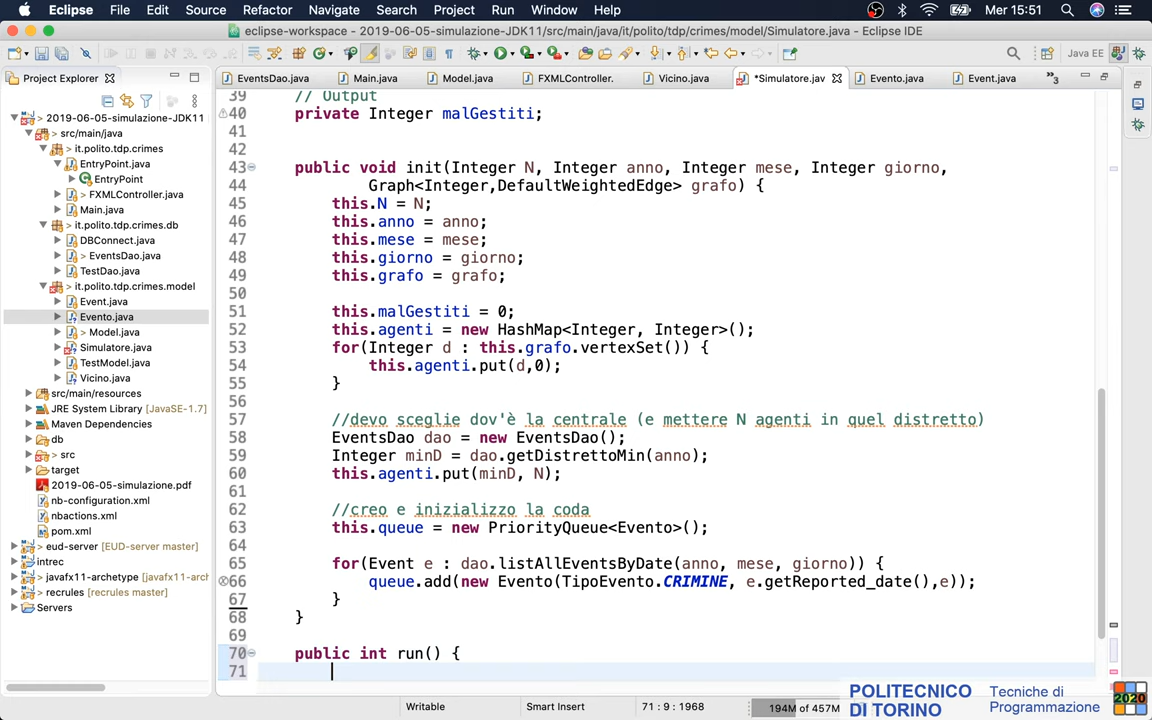 Eclipse File Edit Source Refactor Navigate Search Project Run Window Help Mer 15:51
eclipse-workspace - 2019-06-05-simulazione-JDK11/src/main/java/it/polito/tdp/crimes/model/Simulatore.java - Eclipse IDE
Java EE
Project Explorer
2019-06-05-simulazione-JDK11
src/main/java
it.polito.tdp.crimes
EntryPoint.java
EntryPoint
> FXMLController.java
Main.java
> it.polito.tdp.crimes.db
DBConnect.java
> EventsDao.java
TestDao.java
it.polito.tdp.crimes.model
Event.java
Evento.java
> Model.java
Simulatore.java
TestModel.java
Vicino.java
src/main/resources
JRE System Library [JavaSE-1.7]
Maven Dependencies
db
> src
target
2019-06-05-simulazione.pdf
nb-configuration.xml
nbactions.xml
pom.xml
> eud-server [EUD-server master]
intrec
> javafx11-archetype [javafx11-arch
> recrules [recrules master]
Servers
EventsDao.java Main.java Model.java FXMLController. Vicino.java *Simulatore.jav Evento.java Event.java »3
39 // Output
40 private Integer malGestiti;
41
42
43 public void init(Integer N, Integer anno, Integer mese, Integer giorno,
44 Graph<Integer,DefaultWeightedEdge> grafo) {
45 this.N = N;
46 this.anno = anno;
47 this.mese = mese;
48 this.giorno = giorno;
49 this.grafo = grafo;
50
51 this.malGestiti = 0;
52 this.agenti = new HashMap<Integer, Integer>();
53 for(Integer d : this.grafo.vertexSet()) {
54 this.agenti.put(d,0);
55 }
56
57 //devo sceglie dov'è la centrale (e mettere N agenti in quel distretto)
58 EventsDao dao = new EventsDao();
59 Integer minD = dao.getDistrettoMin(anno);
60 this.agenti.put(minD, N);
61
62 //creo e inizializzo la coda
63 this.queue = new PriorityQueue<Evento>();
64
65 for(Event e : dao.listAllEventsByDate(anno, mese, giorno)) {
66 queue.add(new Evento(TipoEvento.CRIMINE, e.getReported_date(),e));
67 }
68 }
69
70 public int run() {
71
Writable Smart Insert 71 : 9 : 1968 194M of 457M
POLITECNICO
DI TORINO
Tecniche di
Programmazione
2020